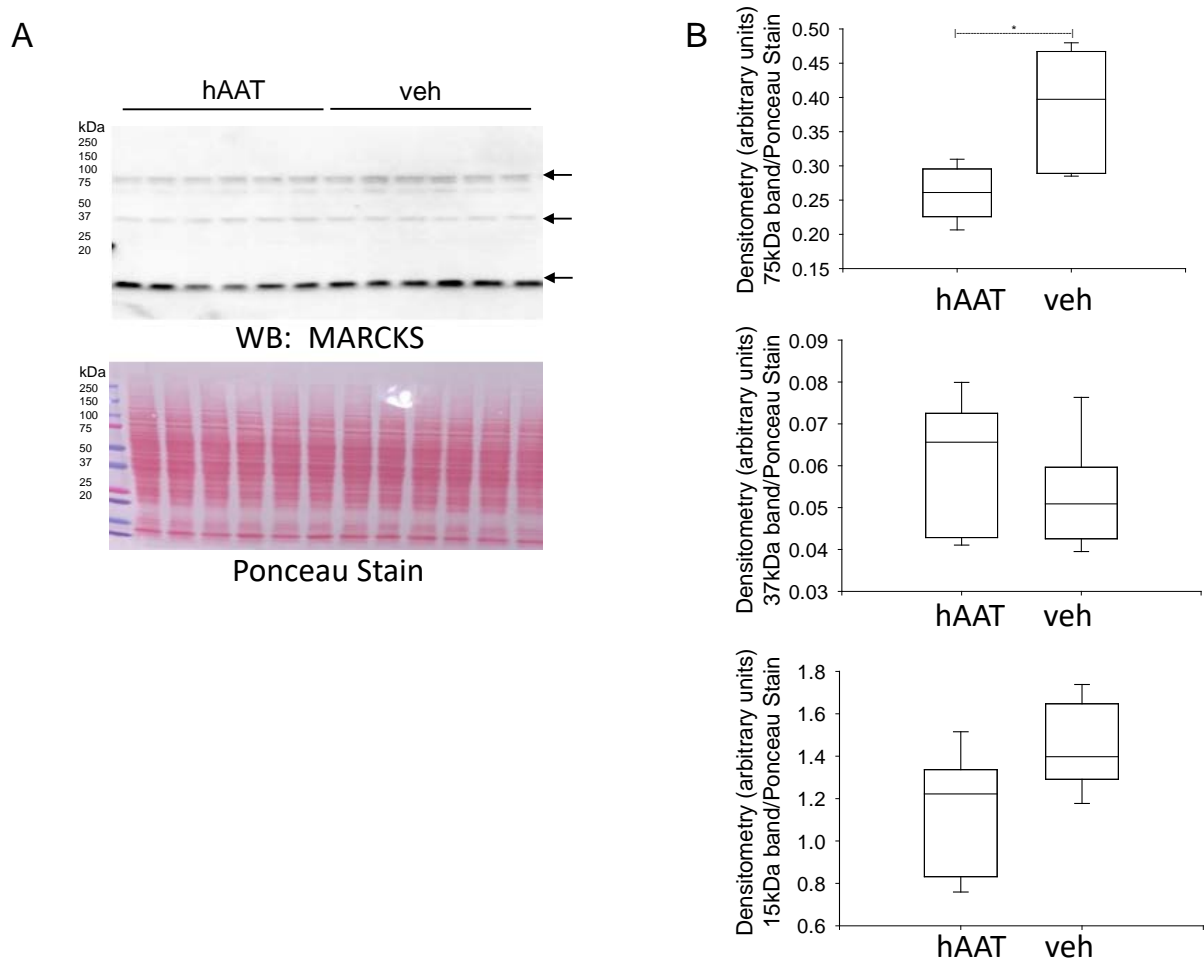 A
hAAT veh
kDa
250
150
100
75
50
37
25
20
WB: MARCKS
kDa
250
150
100
75
50
37
25
20
Ponceau Stain
B
Densitometry (arbitrary units)
75kDa band/Ponceau Stain
0.50
0.45
0.40
0.35
0.30
0.25
0.20
0.15
*
hAAT veh
Densitometry (arbitrary units)
37kDa band/Ponceau Stain
0.09
0.08
0.07
0.06
0.05
0.04
0.03
hAAT veh
Densitometry (arbitrary units)
15kDa band/Ponceau Stain
1.8
1.6
1.4
1.2
1.0
0.8
0.6
hAAT veh